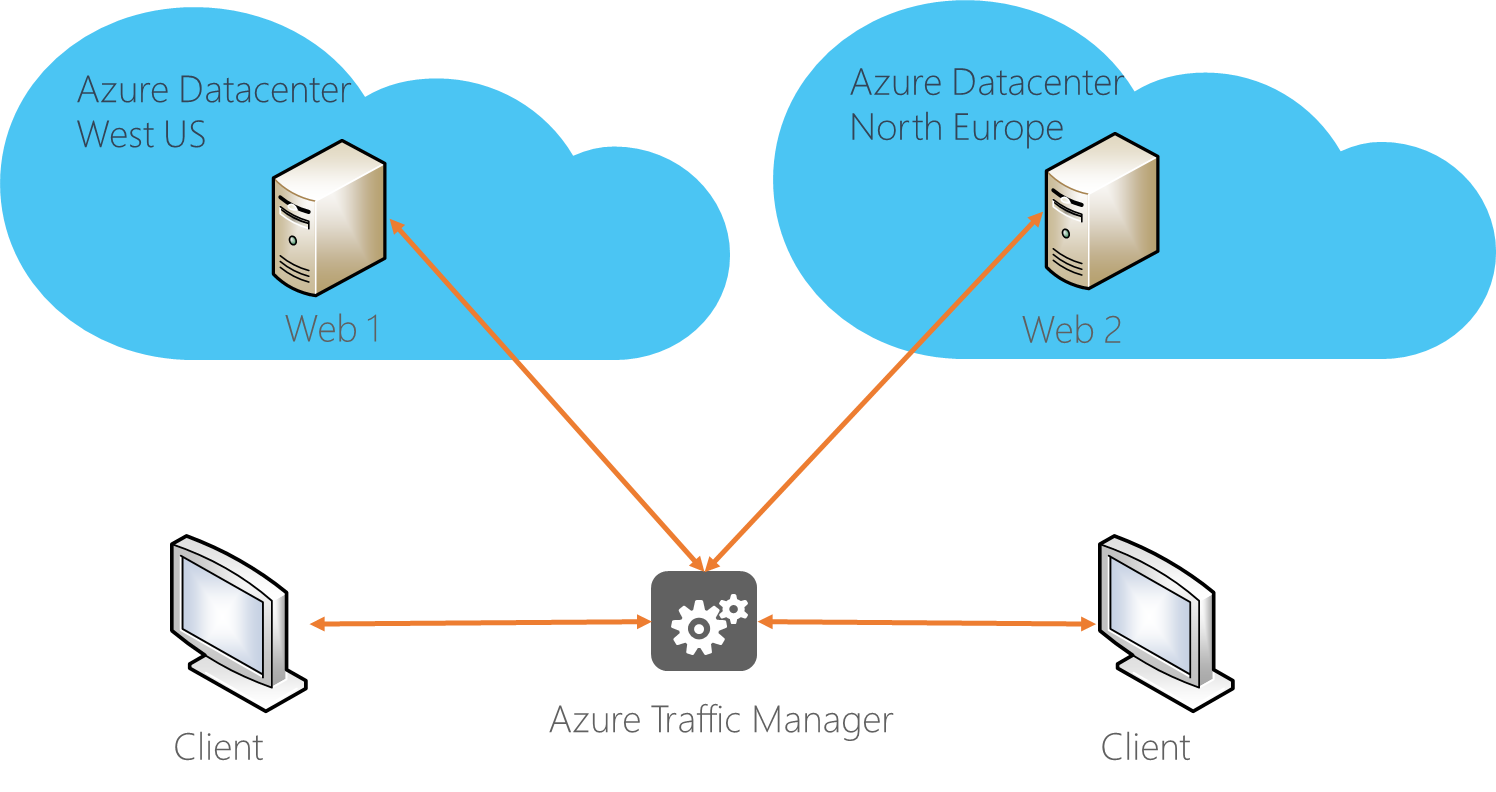 Azure Datacenter
West US
Web 1
Azure Datacenter
North Europe
Web 2
Client
Azure Traffic Manager
Client